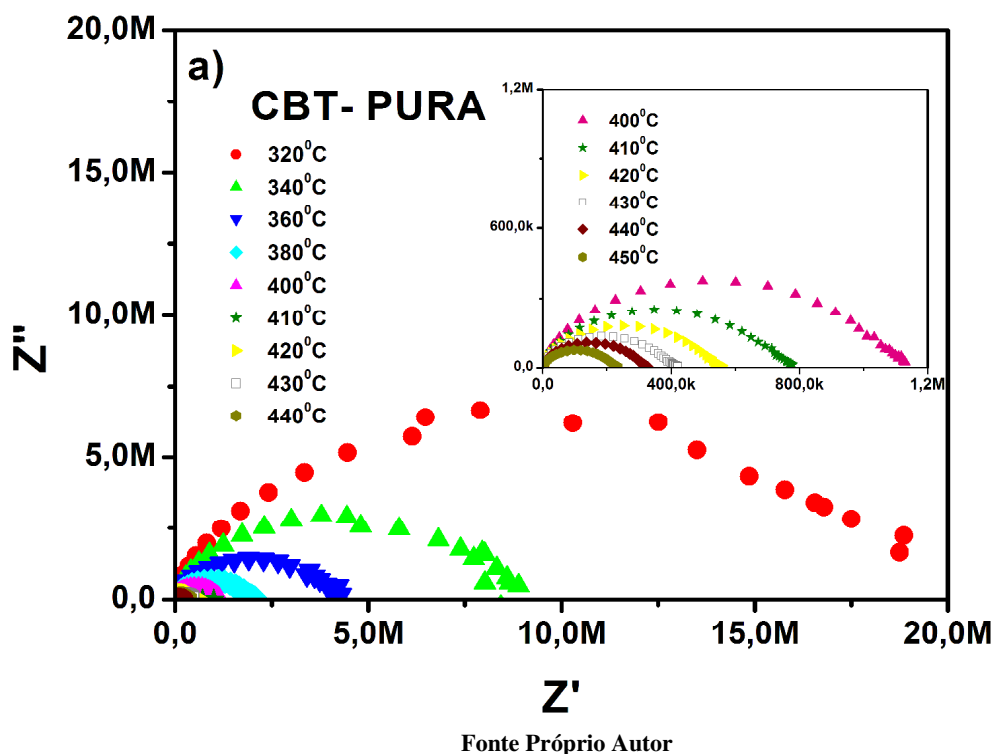 20,0M
15,0M
10,0M
5,0M
0,0
Z''
a)
CBT- PURA
320⁰C
340⁰C
360⁰C
380⁰C
400⁰C
410⁰C
420⁰C
430⁰C
440⁰C
1,2M
600,0k
0,0
400⁰C
410⁰C
420⁰C
430⁰C
440⁰C
450⁰C
0,0 400,0k 800,0k 1,2M
0,0 5,0M 10,0M 15,0M 20,0M
Z'
Fonte Próprio Autor